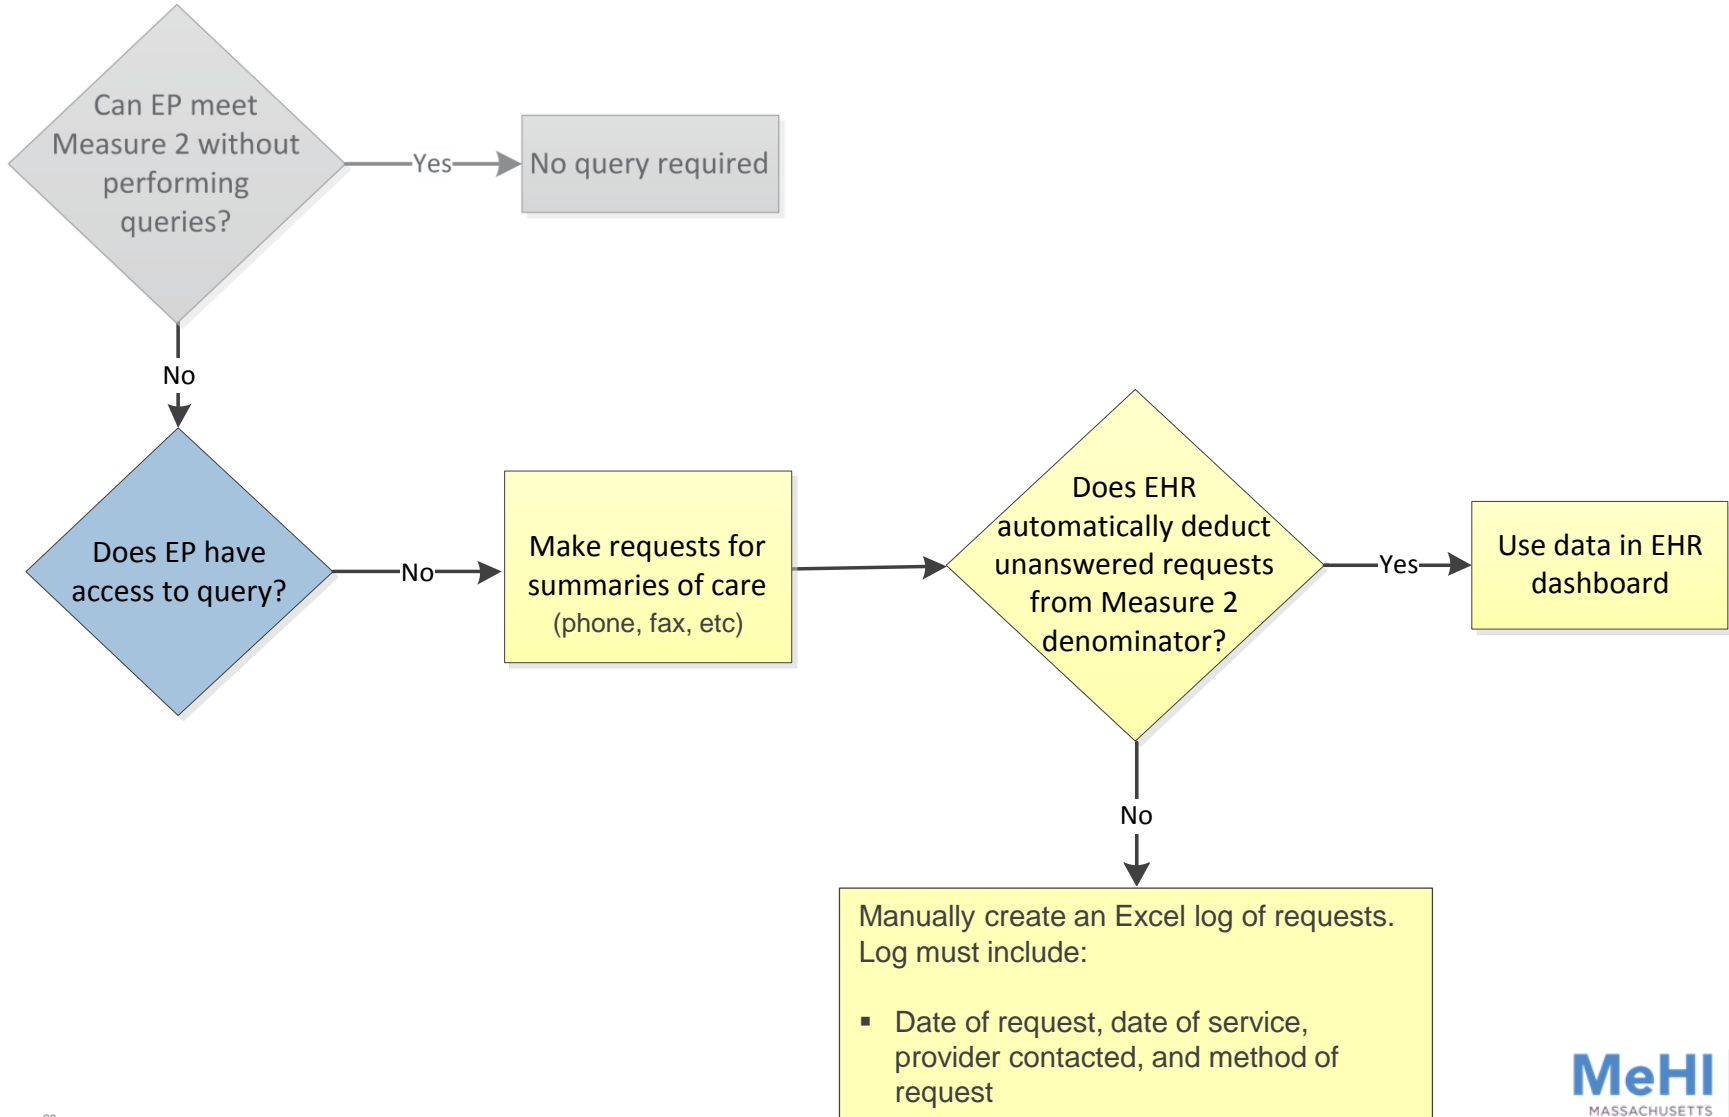 Can EP meet
Measure 2 without
performing
queries?
Yes
No query required
No
Does EP have
access to query?
No
Make requests for
summaries of care
(phone, fax, etc)
Does EHR
automatically deduct
unanswered requests
from Measure 2
denominator?
Yes
Use data in EHR
dashboard
No
Manually create an Excel log of requests.
Log must include:
▪ Date of request, date of service,
provider contacted, and method of
request
MeHI
MASSACHUSETTS